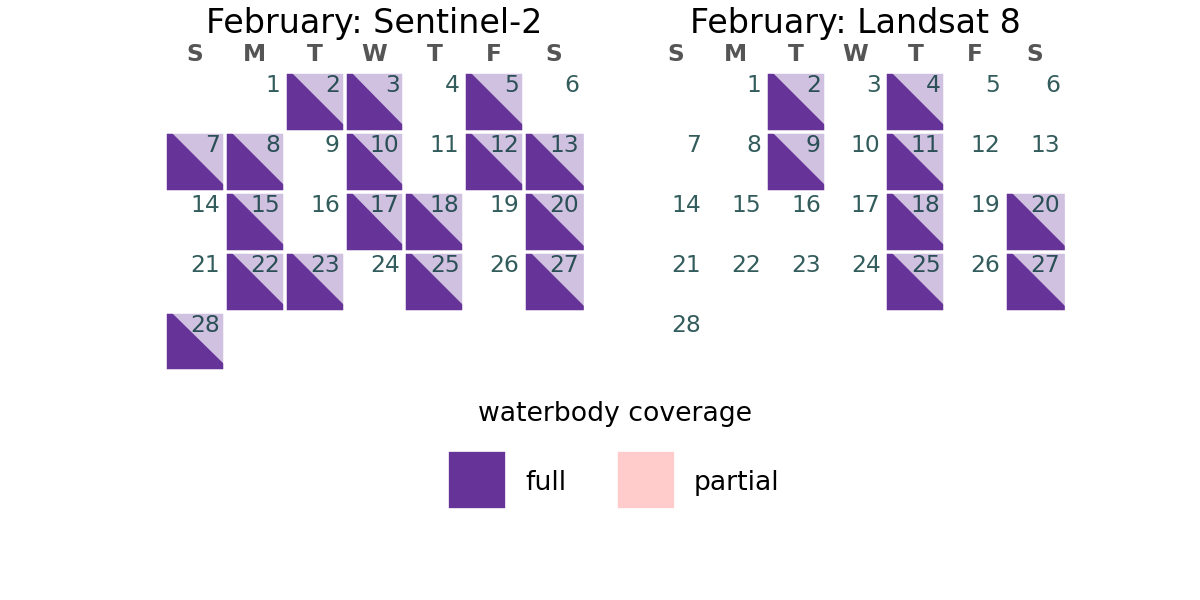 February: Sentinel-2
S M T W T F S
1 2 3 4 5 6
7 8 9 10 11 12 13
14 15 16 17 18 19 20
21 22 23 24 25 26 27
28
February: Landsat 8
S M T W T F S
1 2 3 4 5 6
7 8 9 10 11 12 13
14 15 16 17 18 19 20
21 22 23 24 25 26 27
28
waterbody coverage
full partial